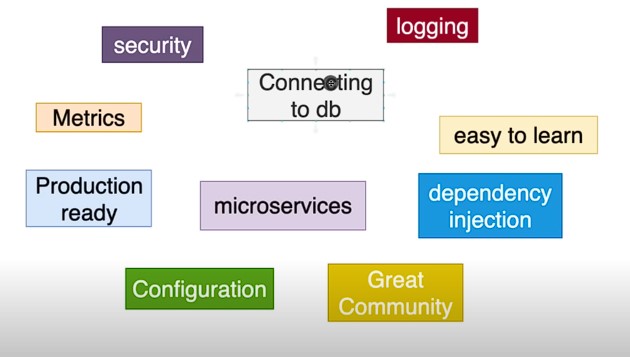 logging
security
Connecting
to db
Metrics
easy to learn
Production
ready
microservices
dependency
injection
Configuration
Great
Community